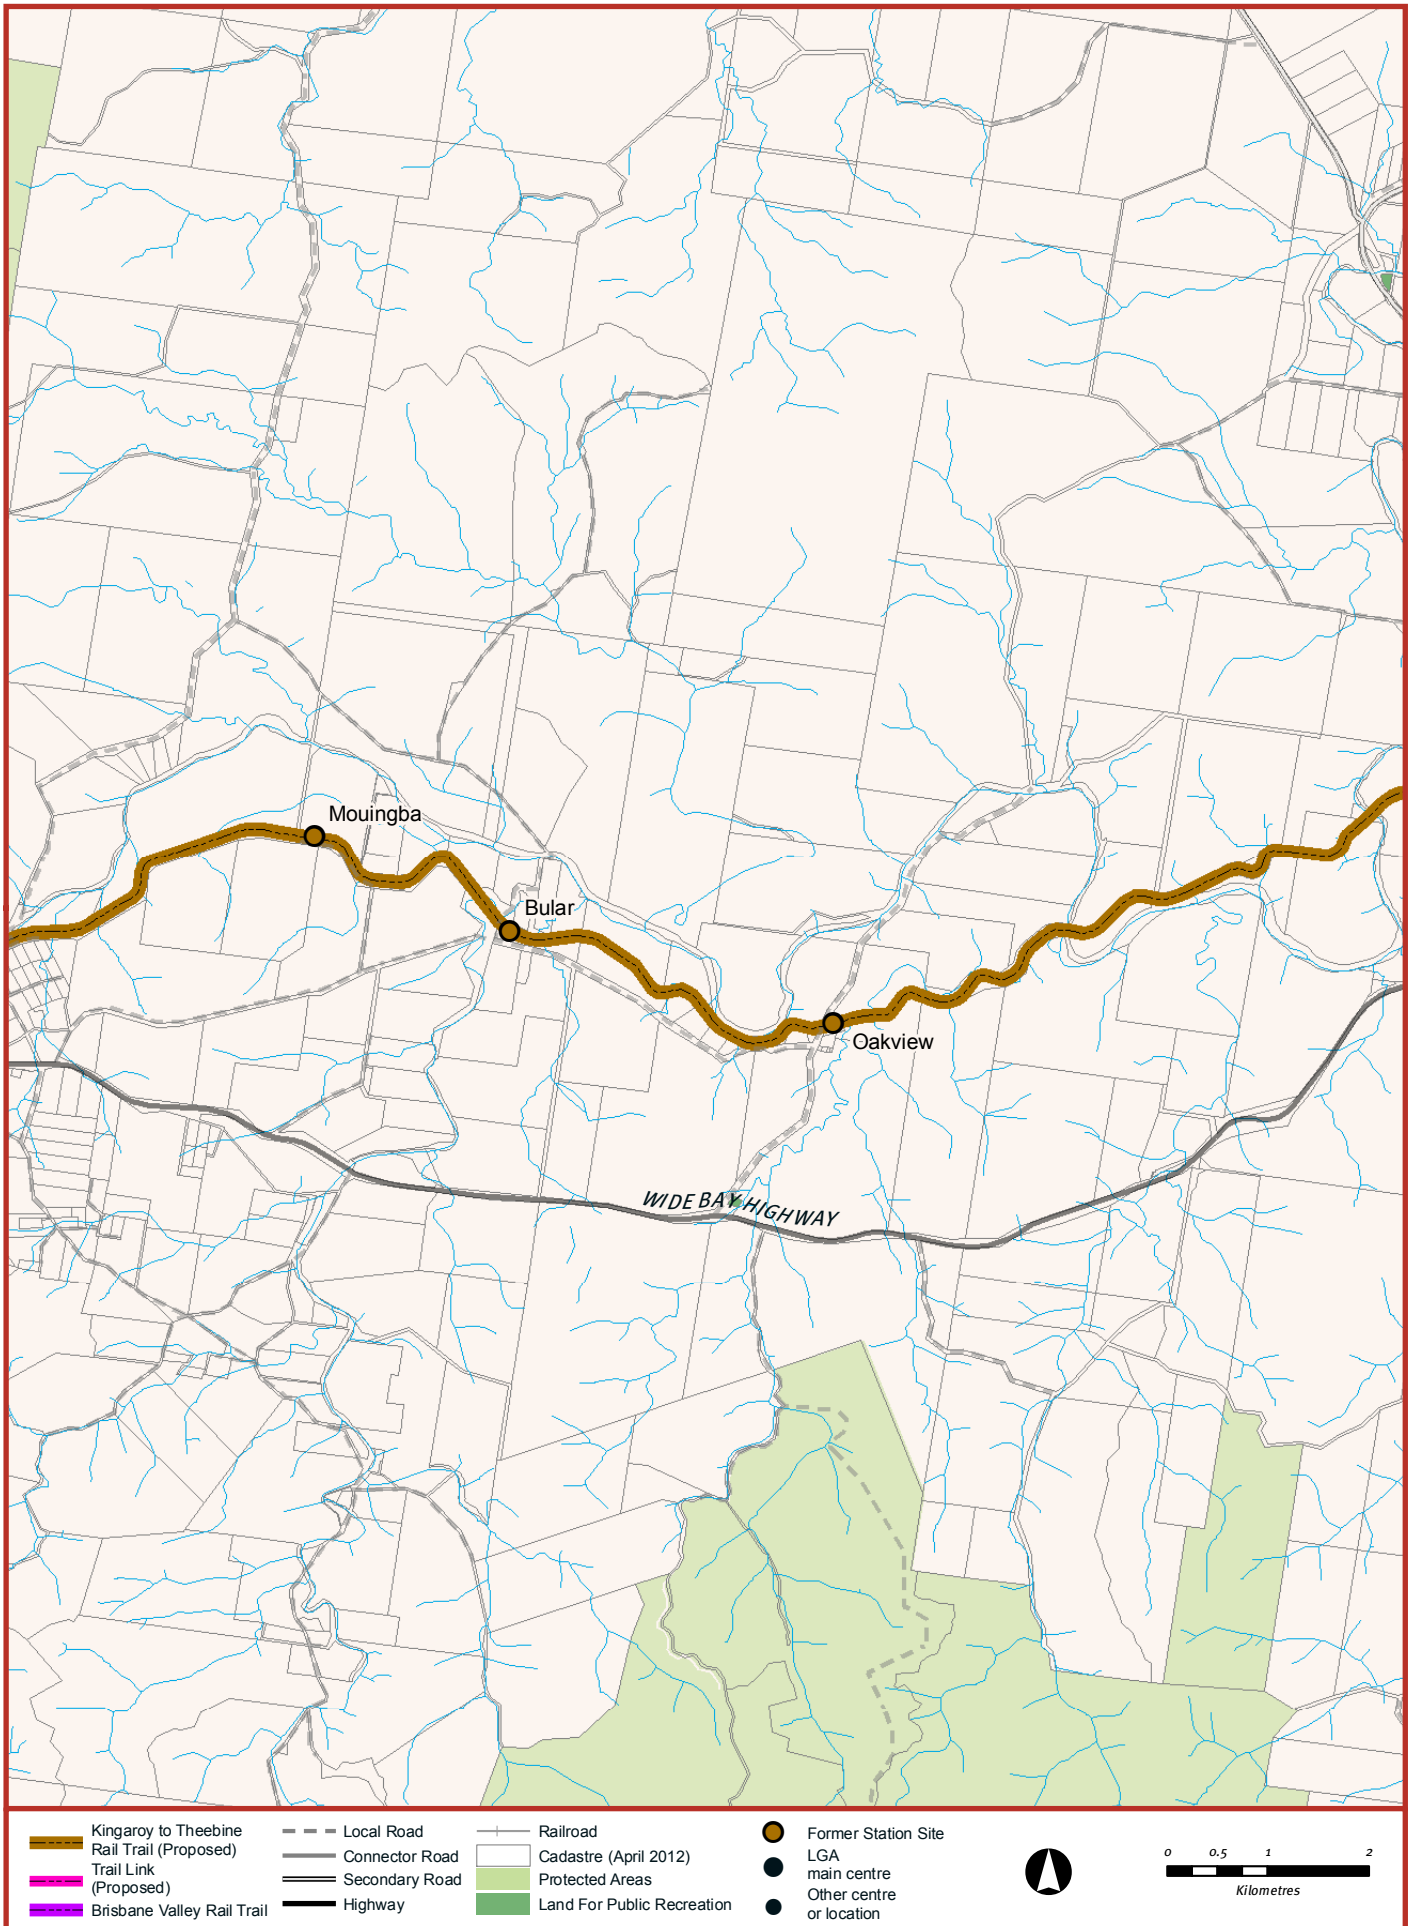 Mouingba
Bular
Oakview
WIDE BAY HIGHWAY
Kingaroy to Theebine
Rail Trail (Proposed)
Trail Link
(Proposed)
Brisbane Valley Rail Trail
Local Road
Connector Road
Secondary Road
Highway
Railroad
Cadastre (April 2012)
Protected Areas
Land For Public Recreation
Former Station Site
LGA
main centre
Other centre
or location
0 0.5 1 2
Kilometres